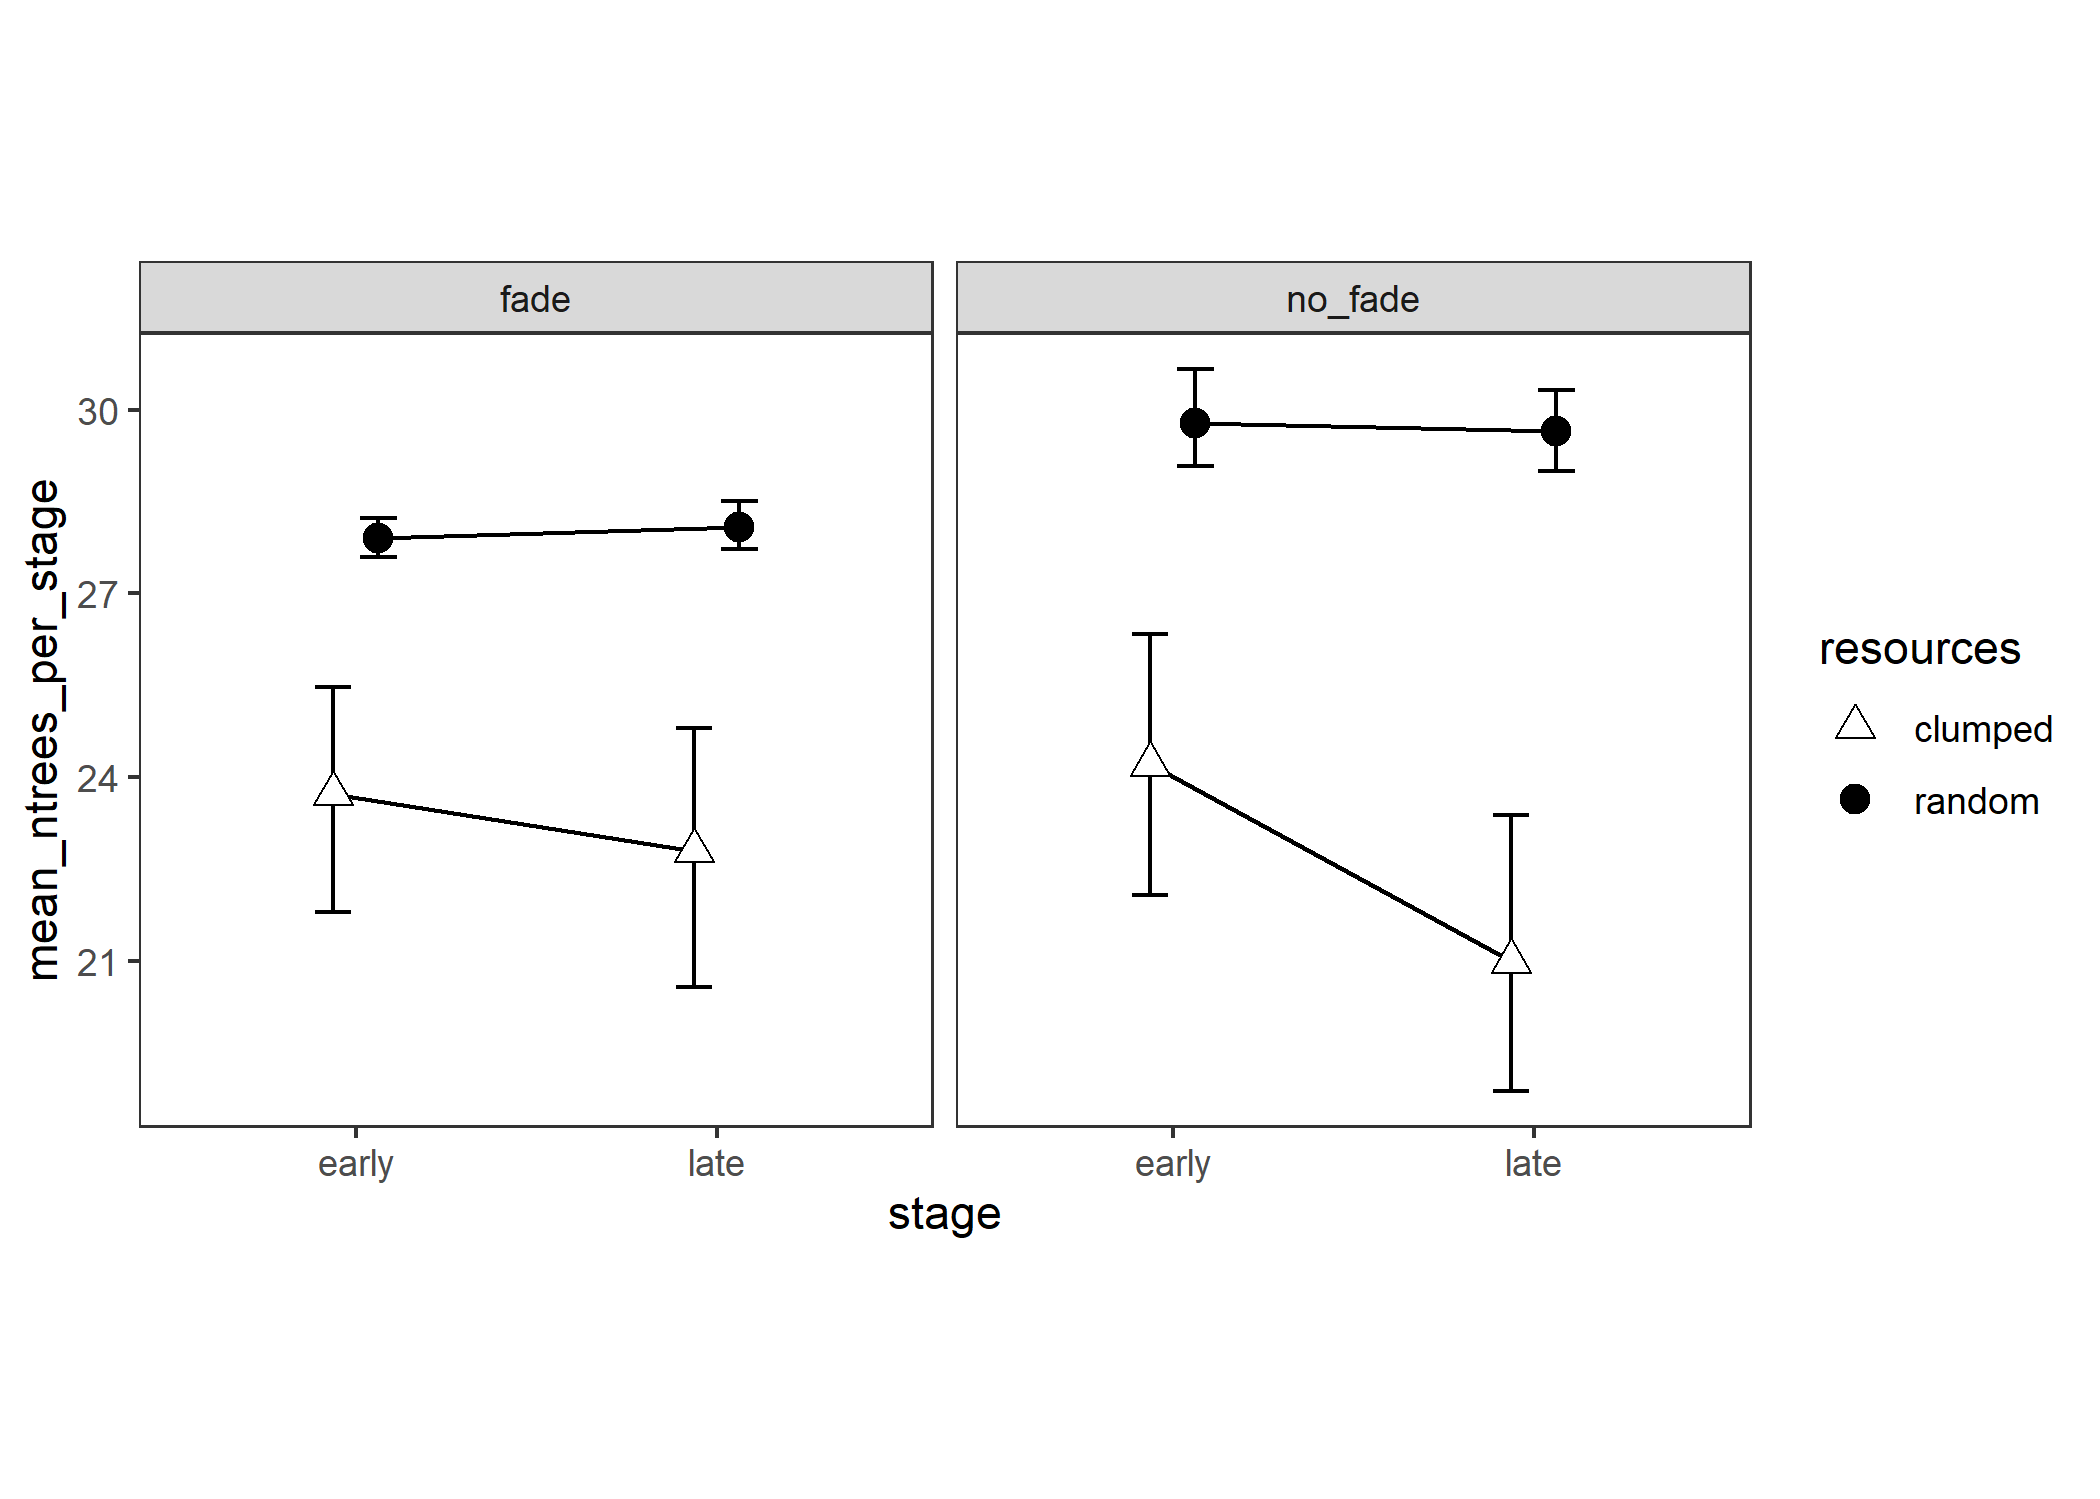 fade
no_fade
mean_ntrees_per_stage
30
27
24
21
early
late
early
late
stage
resources
clumped
random